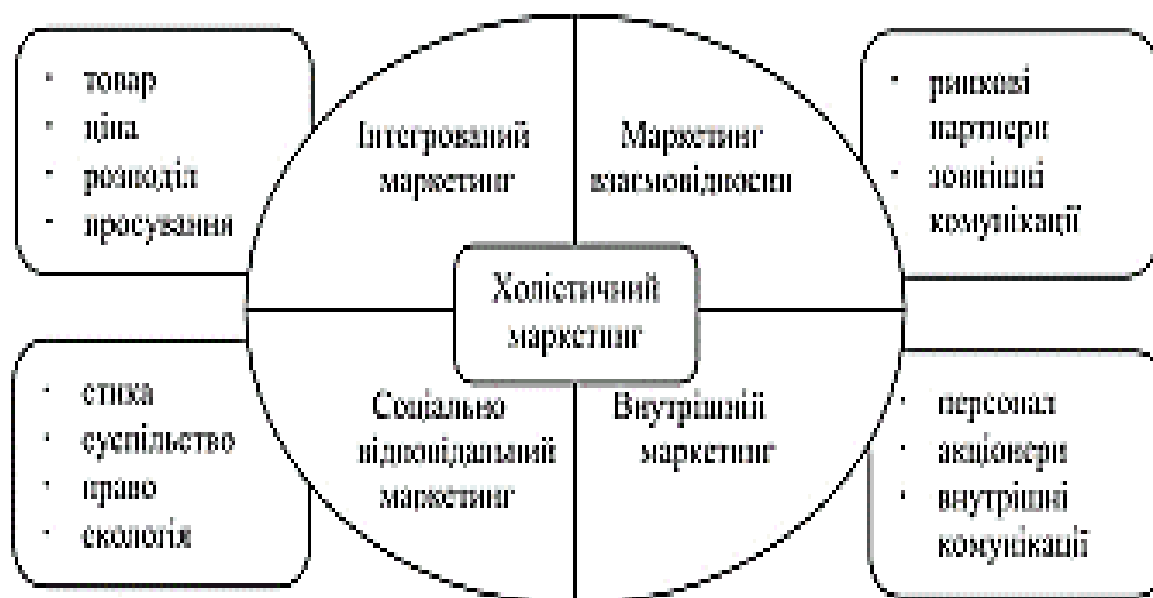 товар
ціна
розподіл
просування
Інтегрований
маркетинг
Маркетинг
взаємовідносин
ринкові
партнери
зовнішні
комунікації
Холістичний
маркетинг
етика
суспільство
право
екологія
Соціально
відповідальний
маркетинг
Внутрішній
маркетинг
персонал
акціонери
внутрішні
комунікації